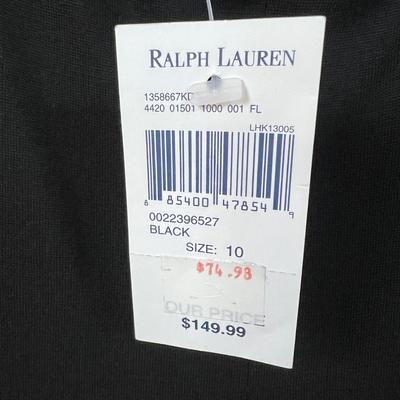 RALPH LAUREN
1358667KD
4420 01501 1000 001 FL
LHK13005
8 85400 47854 9
0022396527
BLACK
SIZE: 10
$74.98
OUR PRICE
$149.99